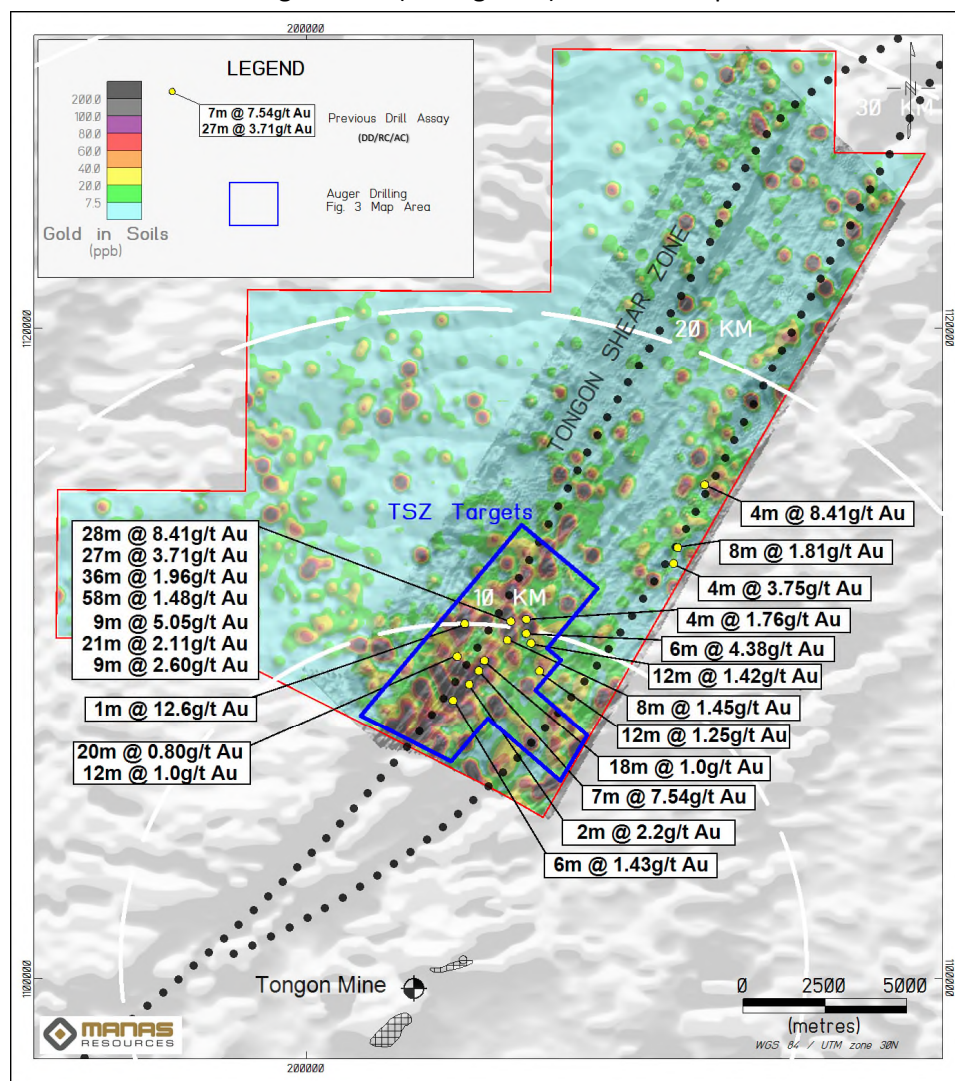 200000
LEGEND
200.0
100.0
80.0
60.0
40.0
20.0
7.5
Gold in Soils
(ppb)
7m @ 7.54g/t Au
27m @ 3.71g/t Au
Previous Drill Assay
(DD/RC/AC)
Auger Drilling
Fig. 3 Map Area
N
30 KM
1120000
1120000
20 KM
TONGON SHEAR ZONE
TSZ Targets
10 KM
28m @ 8.41g/t Au
27m @ 3.71g/t Au
36m @ 1.96g/t Au
58m @ 1.48g/t Au
9m @ 5.05g/t Au
21m @ 2.11g/t Au
9m @ 2.60g/t Au
1m @ 12.6g/t Au
20m @ 0.80g/t Au
12m @ 1.0g/t Au
4m @ 8.41g/t Au
8m @ 1.81g/t Au
4m @ 3.75g/t Au
4m @ 1.76g/t Au
6m @ 4.38g/t Au
12m @ 1.42g/t Au
8m @ 1.45g/t Au
12m @ 1.25g/t Au
18m @ 1.0g/t Au
7m @ 7.54g/t Au
2m @ 2.2g/t Au
6m @ 1.43g/t Au
1100000
1100000
Tongon Mine
0 2500 5000
(metres)
WGS 84 / UTM zone 30N
MANAS
RESOURCES
200000